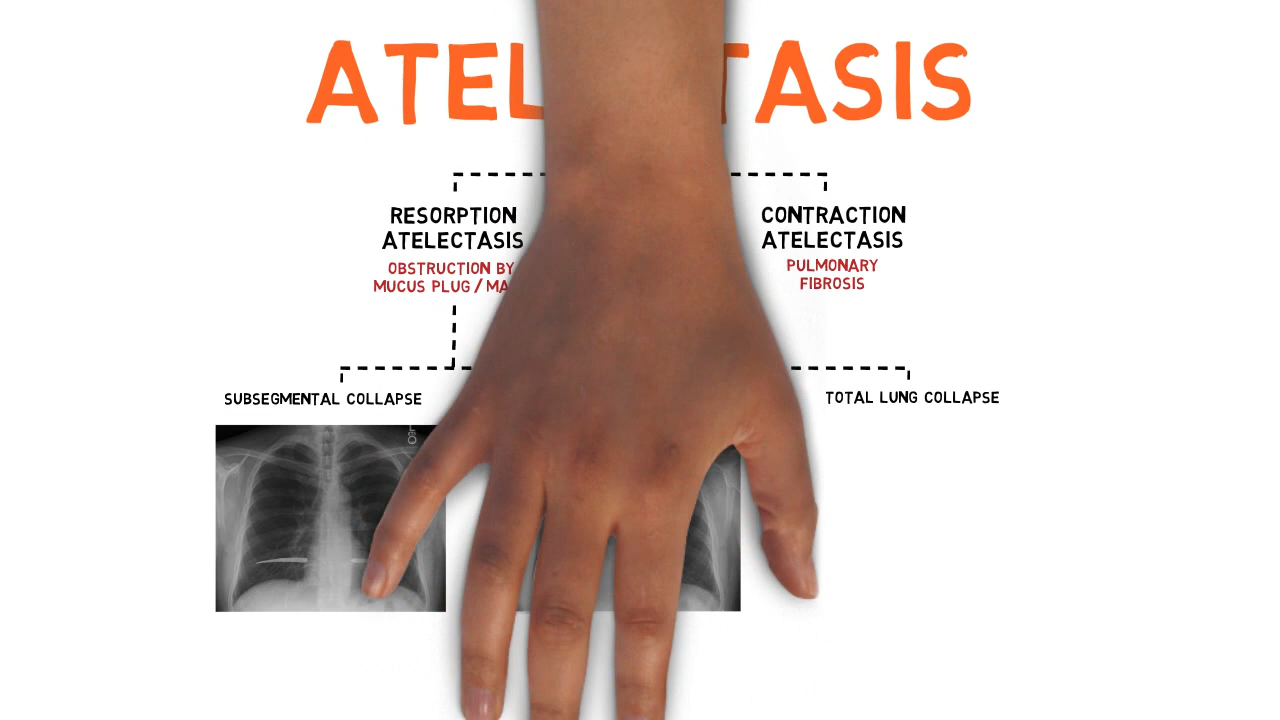 ATEL TASIS
RESORPTION
ATELECTASIS
OBSTRUCTION BY
MUCUS PLUG / MA
CONTRACTION
ATELECTASIS
PULMONARY
FIBROSIS
SUBSEGMENTAL COLLAPSE
TOTAL LUNG COLLAPSE